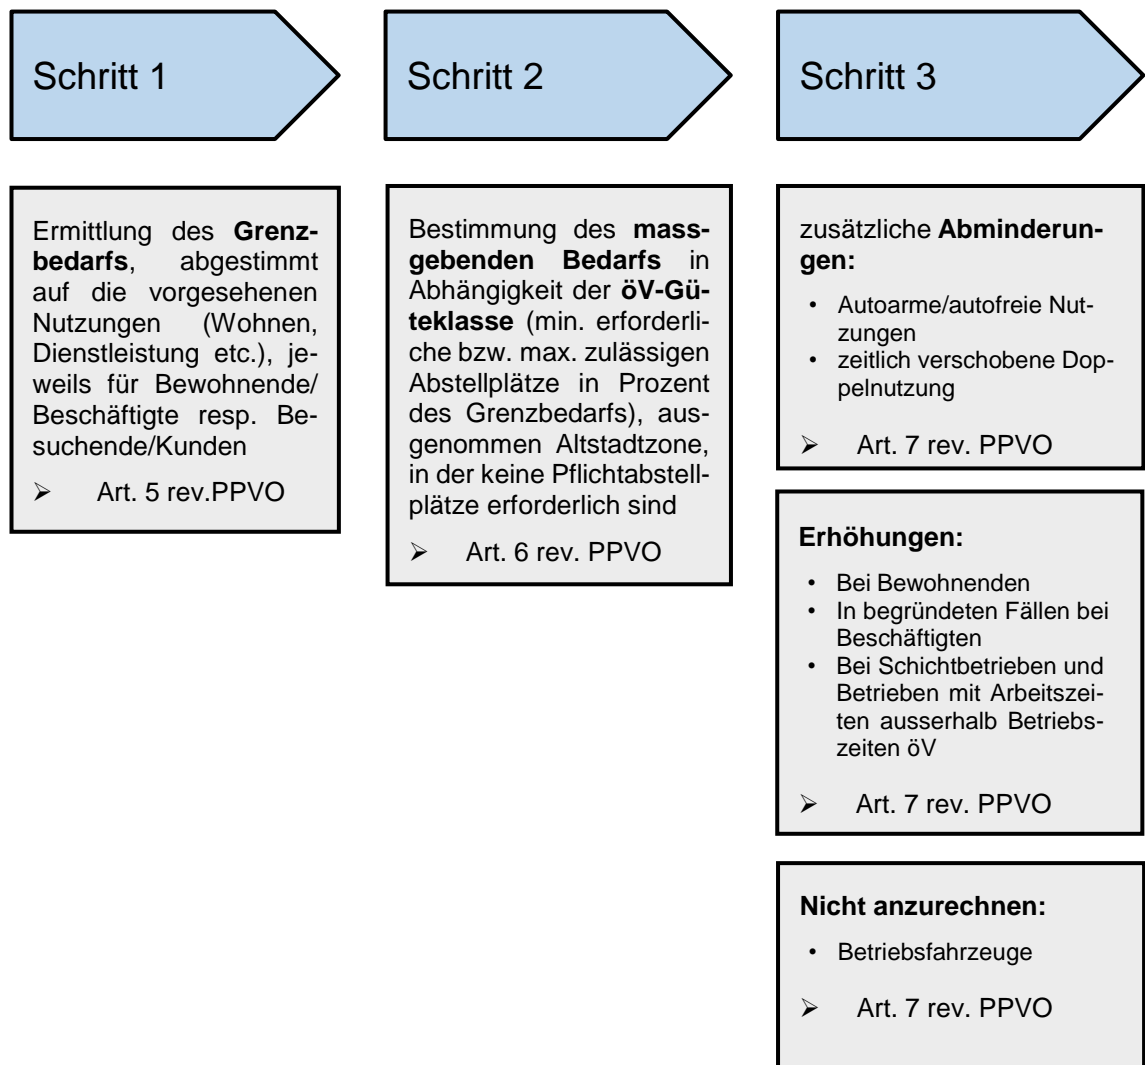 Schritt 1
Ermittlung des Grenz-
bedarfs, abgestimmt
auf die vorgesehenen
Nutzungen (Wohnen,
Dienstleistung etc.), je-
weils für Bewohnende/
Beschäftigte resp. Be-
suchende/Kunden
➢ Art. 5 rev.PPVO
Schritt 2
Bestimmung des mass-
gebenden Bedarfs in
Abhängigkeit der öV-Gü-
teklasse (min. erforderli-
che bzw. max. zulässigen
Abstellplätze in Prozent
des Grenzbedarfs), aus-
genommen Altstadtzone,
in der keine Pflichtabstell-
plätze erforderlich sind
➢ Art. 6 rev. PPVO
Schritt 3
zusätzliche Abminderun-
gen:
• Autoarme/autofreie Nut-
zungen
• zeitlich verschobene Dop-
pelnutzung
➢ Art. 7 rev. PPVO
Erhöhungen:
• Bei Bewohnenden
• In begründeten Fällen bei
Beschäftigten
• Bei Schichtbetrieben und
Betrieben mit Arbeitszei-
ten ausserhalb Betriebs-
zeiten öV
➢ Art. 7 rev. PPVO
Nicht anzurechnen:
• Betriebsfahrzeuge
➢ Art. 7 rev. PPVO